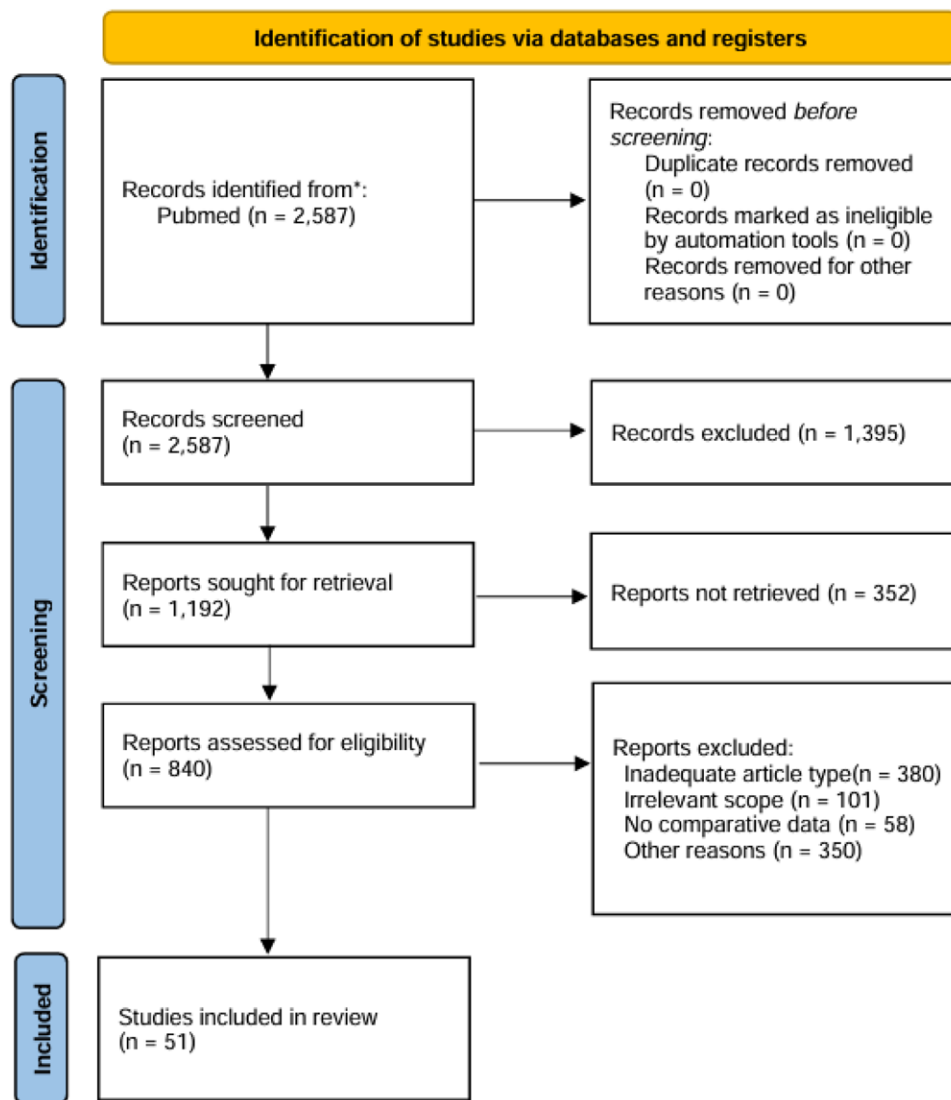 Identification of studies via databases and registers
Identification
Records identified from*:
Pubmed (n = 2,587)
Records removed before
screening:
Duplicate records removed
(n = 0)
Records marked as ineligible
by automation tools (n = 0)
Records removed for other
reasons (n = 0)
Screening
Records screened
(n = 2,587)
Records excluded (n = 1,395)
Reports sought for retrieval
(n = 1,192)
Reports not retrieved (n = 352)
Reports assessed for eligibility
(n = 840)
Reports excluded:
Inadequate article type(n = 380)
Irrelevant scope (n = 101)
No comparative data (n = 58)
Other reasons (n = 350)
Included
Studies included in review
(n = 51)